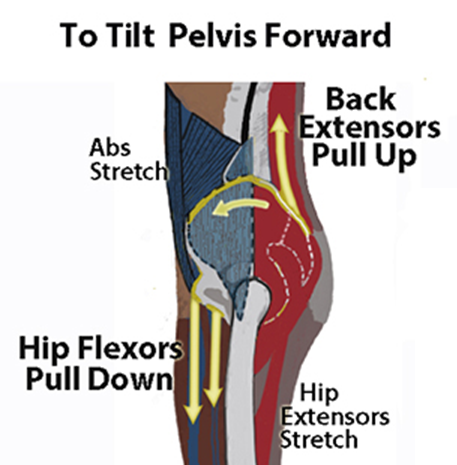 To Tilt Pelvis Forward
Back
Extensors
Pull Up
Abs
Stretch
Hip Flexors
Pull Down
Hip
Extensors
Stretch